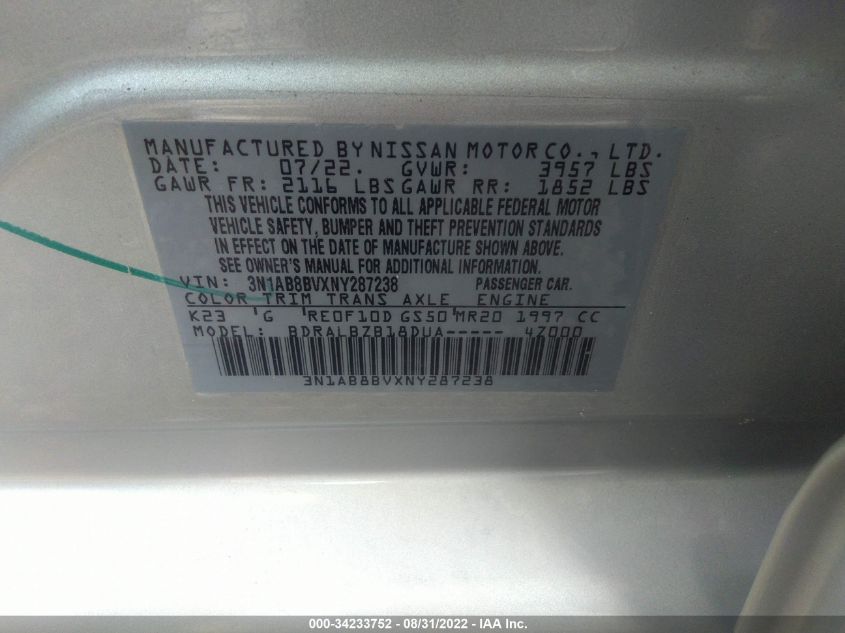 MANUFACTURED BY NISSAN MOTOR CO., LTD.
DATE: 07/22. GVWR: 3957 LBS
GAWR FR: 2116 LBS GAWR RR: 1852 LBS
THIS VEHICLE CONFORMS TO ALL APPLICABLE FEDERAL MOTOR
VEHICLE SAFETY, BUMPER AND THEFT PREVENTION STANDARDS
IN EFFECT ON THE DATE OF MANUFACTURE SHOWN ABOVE.
SEE OWNER'S MANUAL FOR ADDITIONAL INFORMATION.
VIN: 3N1AB8BVXNY287238 PASSENGER CAR.
COLOR TRIM TRANS AXLE ENGINE
K23 'G RE0F10D GS50 MR20 1997 CC
MODEL: BDRALBZB18DUA----- 4Z000
3N1AB8BVXNY287238
000-34233752 - 08/31/2022 - IAA Inc.